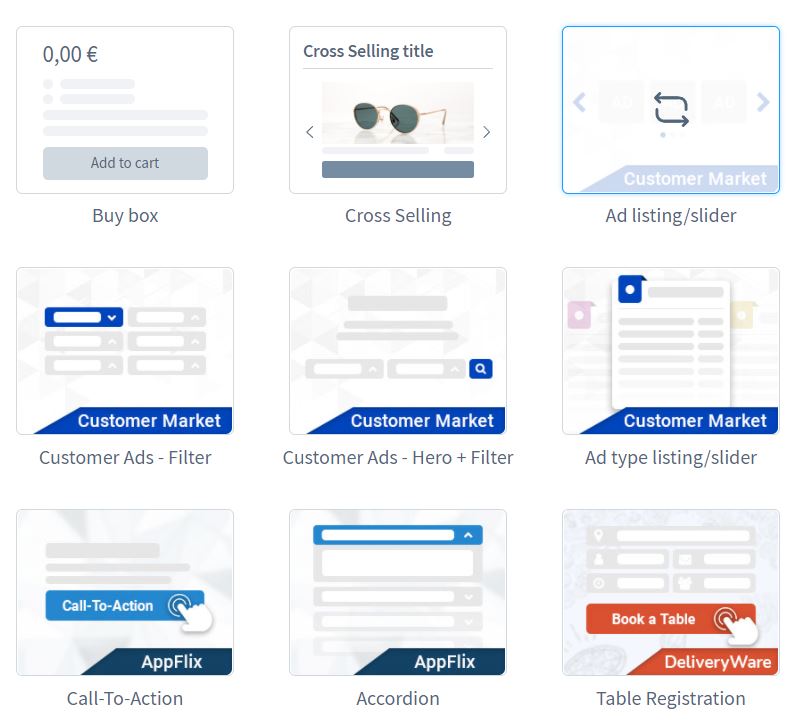 0,00 €
Add to cart
Buy box
Cross Selling title
Cross Selling
AD
AD
Customer Market
Ad listing/slider
Customer Market
Customer Ads - Filter
Customer Market
Customer Ads - Hero + Filter
Customer Market
Ad type listing/slider
Call-To-Action
AppFlix
Call-To-Action
AppFlix
Accordion
Book a Table
DeliveryWare
Table Registration